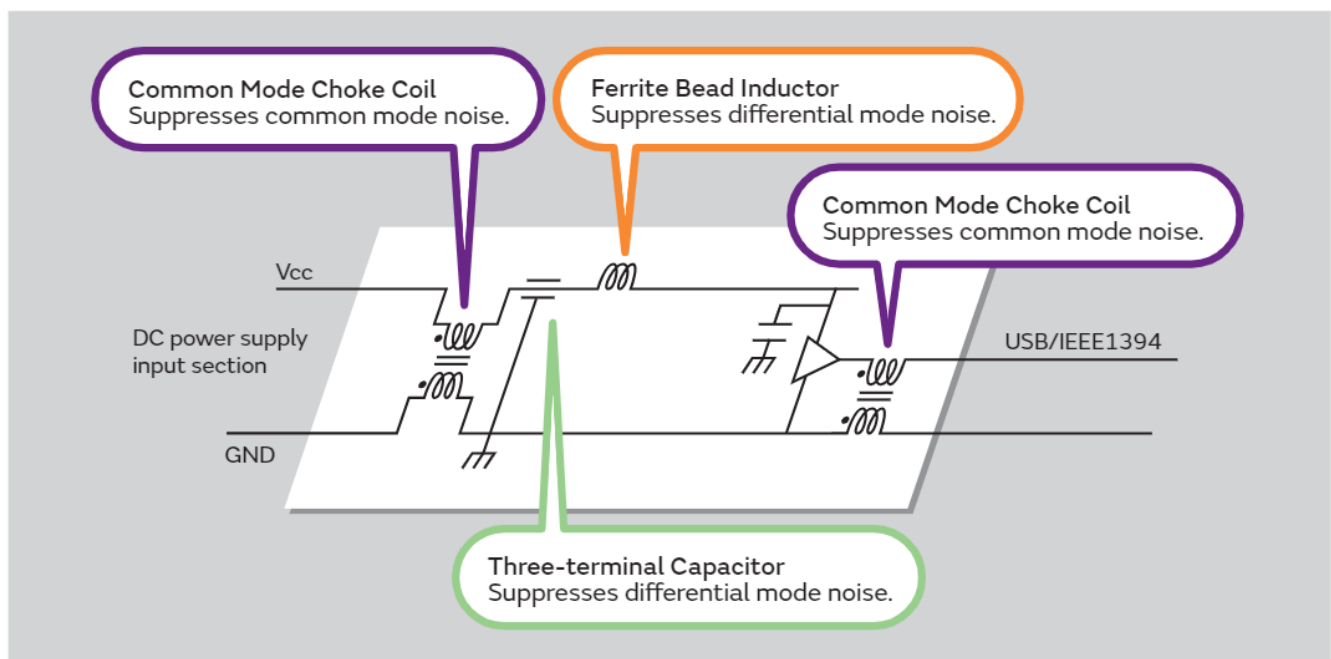 Common Mode Choke Coil
Suppresses common mode noise.
Ferrite Bead Inductor
Suppresses differential mode noise.
Common Mode Choke Coil
Suppresses common mode noise.
Vcc
DC power supply
input section
USB/IEEE1394
GND
Three-terminal Capacitor
Suppresses differential mode noise.